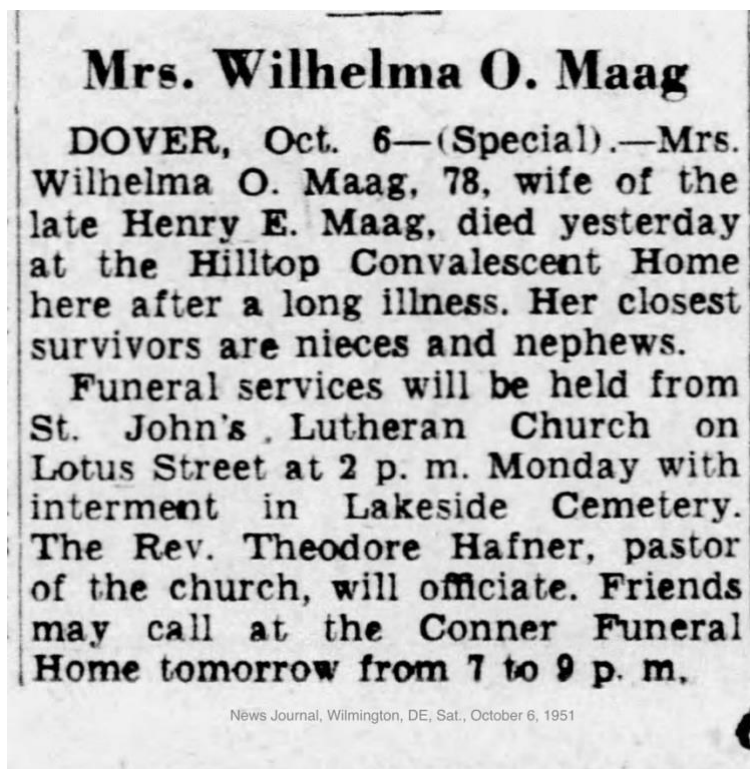 Mrs. Wilhelma O. Maag
DOVER, Oct. 6—(Special).—Mrs.
Wilhelma O. Maag, 78, wife of the
late Henry E. Maag, died yesterday
at the Hilltop Convalescent Home
here after a long illness. Her closest
survivors are nieces and nephews.
Funeral services will be held from
St. John's Lutheran Church on
Lotus Street at 2 p. m. Monday with
interment in Lakeside Cemetery.
The Rev. Theodore Hafner, pastor
of the church, will officiate. Friends
may call at the Conner Funeral
Home tomorrow from 7 to 9 p. m.
News Journal, Wilmington, DE, Sat., October 6, 1951